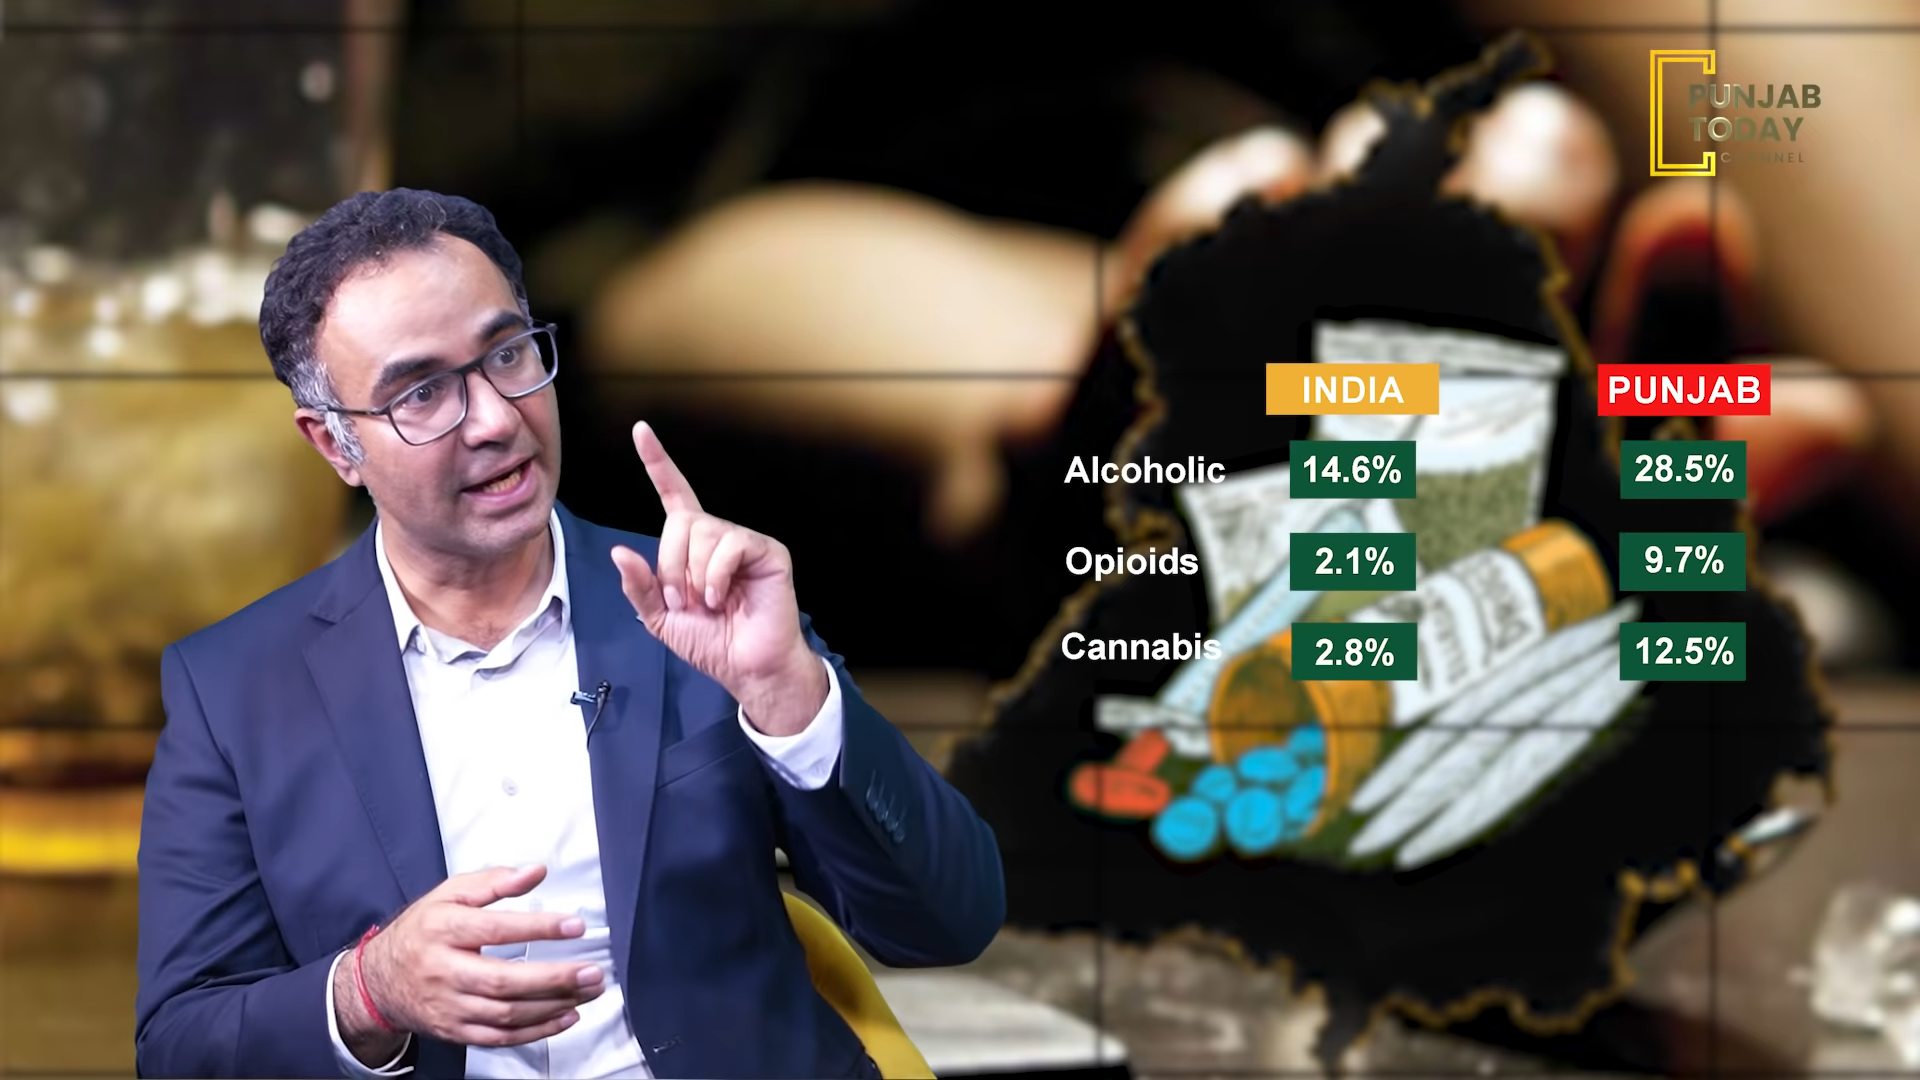 PUNJAB
TODAY
CHANNEL
INDIA PUNJAB
Alcoholic 14.6% 28.5%
Opioids 2.1% 9.7%
Cannabis 2.8% 12.5%